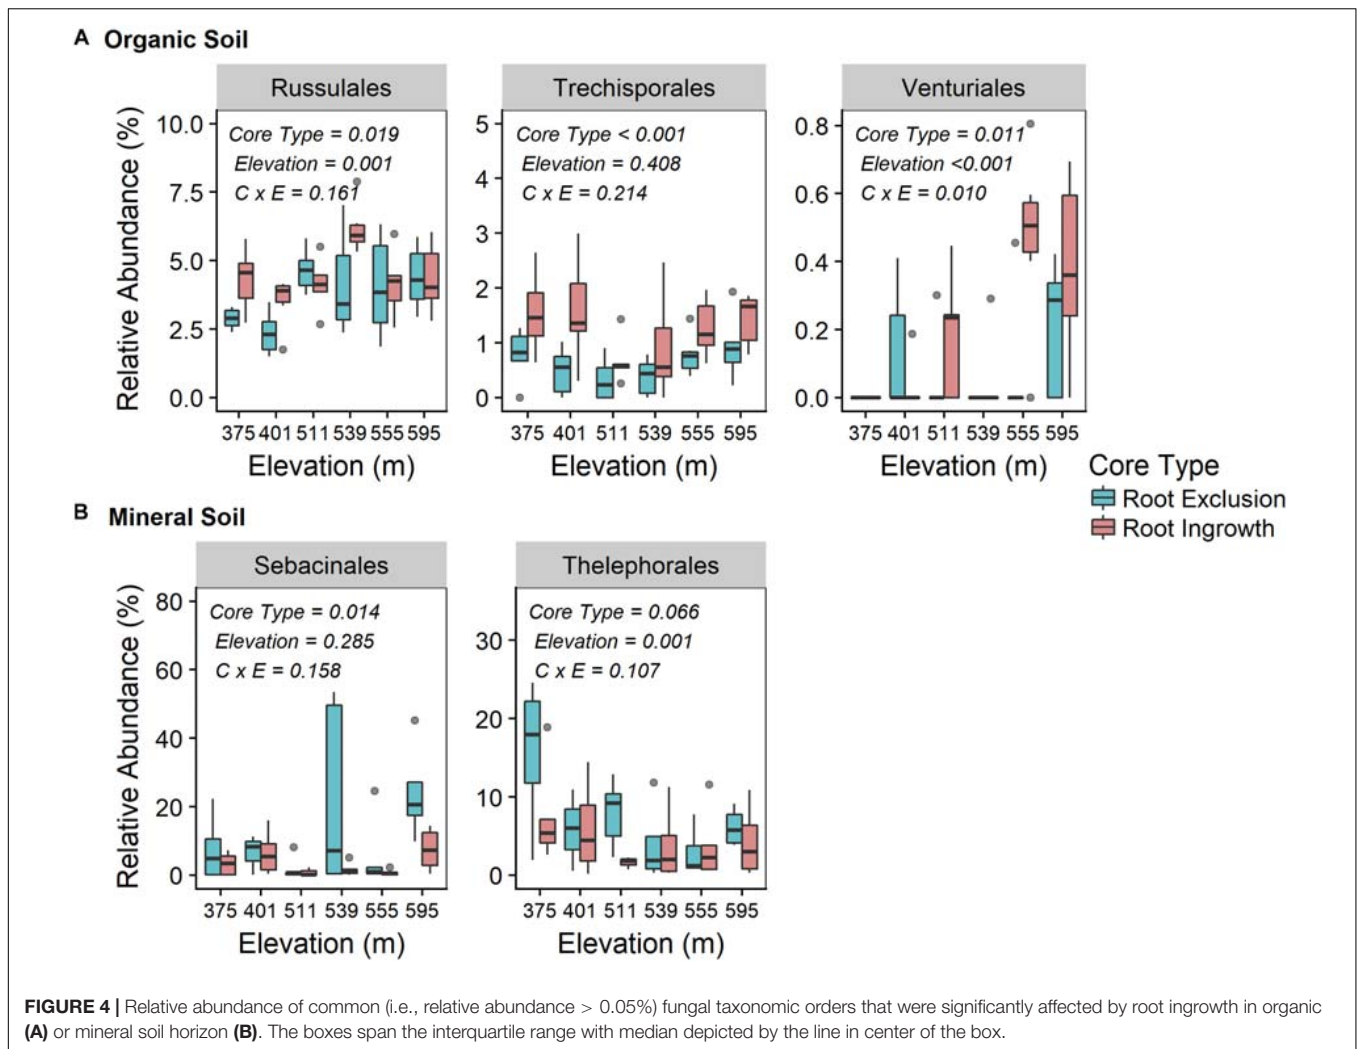 A Organic Soil
Russulales
Trechisporales
Venturiales
Relative Abundance (%)
10.0
7.5
5.0
2.5
0.0
Core Type = 0.019
Elevation = 0.001
C x E = 0.161
375 401 511 539 555 595
Elevation (m)
5
4
3
2
1
0
Core Type < 0.001
Elevation = 0.408
C x E = 0.214
375 401 511 539 555 595
Elevation (m)
0.8
0.6
0.4
0.2
0.0
Core Type = 0.011
Elevation <0.001
C x E = 0.010
375 401 511 539 555 595
Elevation (m)
Core Type
Root Exclusion
Root Ingrowth
B Mineral Soil
Sebacinales
Thelephorales
Relative Abundance (%)
80
60
40
20
0
Core Type = 0.014
Elevation = 0.285
C x E = 0.158
375 401 511 539 555 595
Elevation (m)
30
20
10
0
Core Type = 0.066
Elevation = 0.001
C x E = 0.107
375 401 511 539 555 595
Elevation (m)
FIGURE 4 | Relative abundance of common (i.e., relative abundance > 0.05%) fungal taxonomic orders that were significantly affected by root ingrowth in organic
(A) or mineral soil horizon (B). The boxes span the interquartile range with median depicted by the line in center of the box.